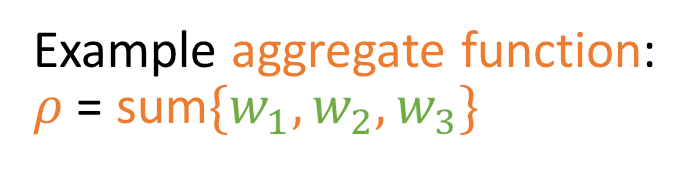 Example aggregate function:
𝜌 = sum{𝑤₁, 𝑤₂, 𝑤₃}